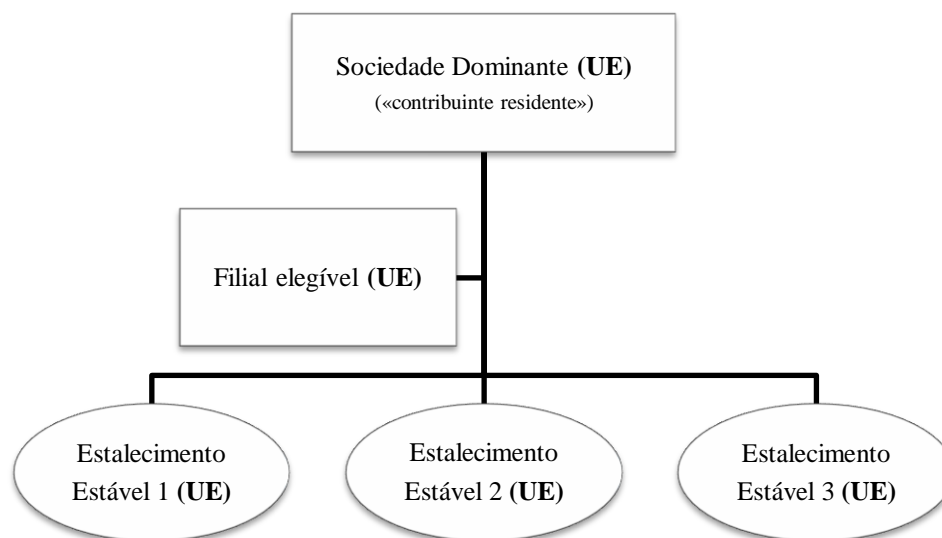 Sociedade Dominante (UE)
(«contribuinte residente»)
Filial elegível (UE)
Estalecimento
Estável 1 (UE)
Estalecimento
Estável 2 (UE)
Estalecimento
Estável 3 (UE)